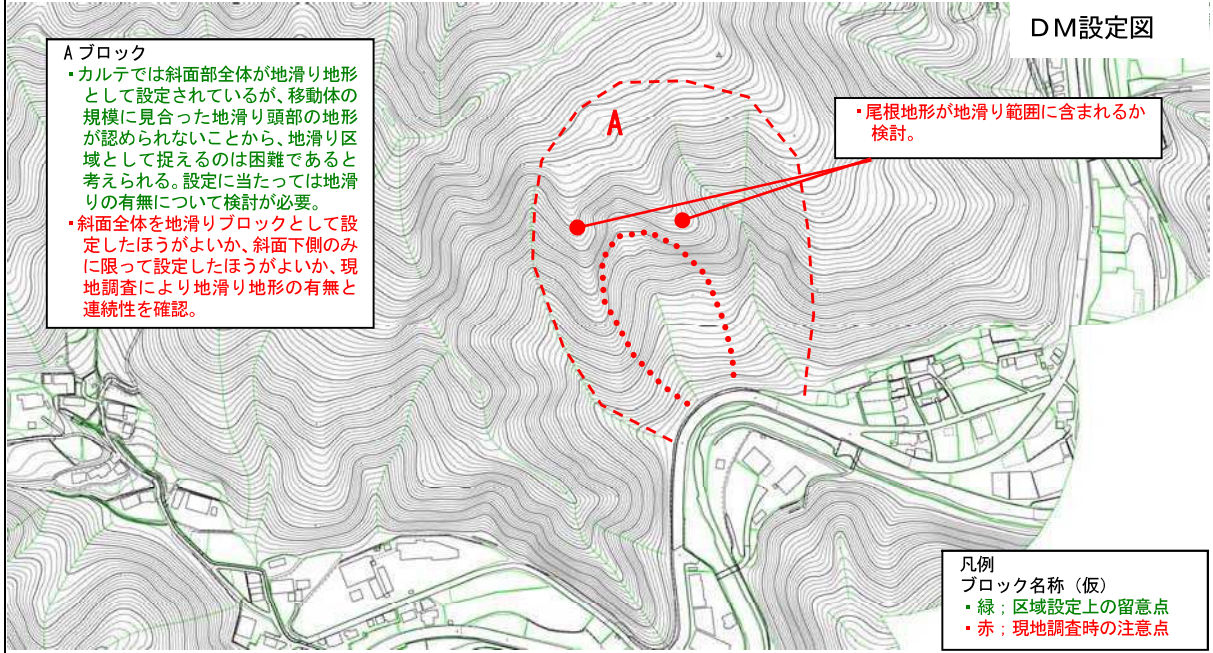 DM設定図
Aブロック
・カルテでは斜面部全体が地滑り地形
として設定されているが、移動体の
規模に見合った地滑り頭部の地形
が認められないことから、地滑り区
域として捉えるのは困難であると
考えられる。設定に当たっては地滑
りの有無について検討が必要。
・斜面全体を地滑りブロックとして設
定したほうがよいか、斜面下側のみ
に限って設定したほうがよいか、現
地調査により地滑り地形の有無と
連続性を確認。
A
・尾根地形が地滑り範囲に含まれるか
検討。
凡例
ブロック名称（仮）
・緑；区域設定上の留意点
・赤；現地調査時の注意点